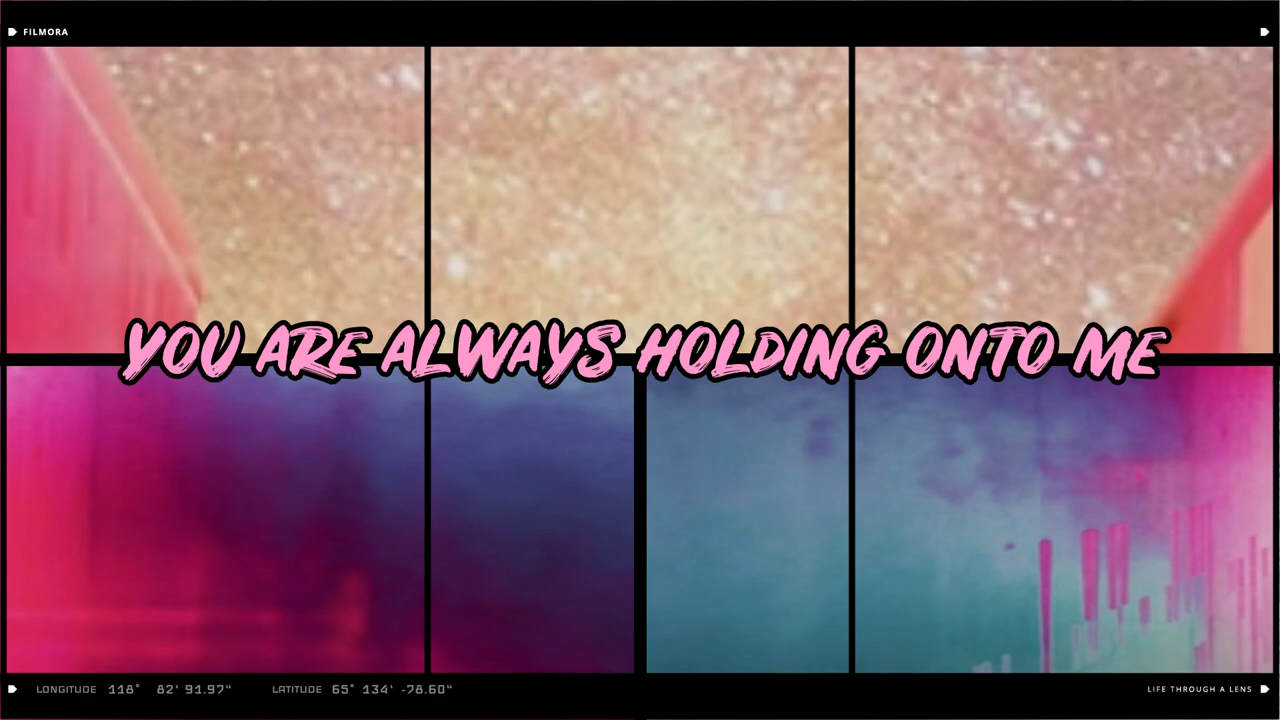 FILMORA
YOU ARE ALWAYS HOLDING ONTO ME
LONGITUDE 118° 82' 91.97" LATITUDE 65° 134' -78.60"
LIFE THROUGH A LENS